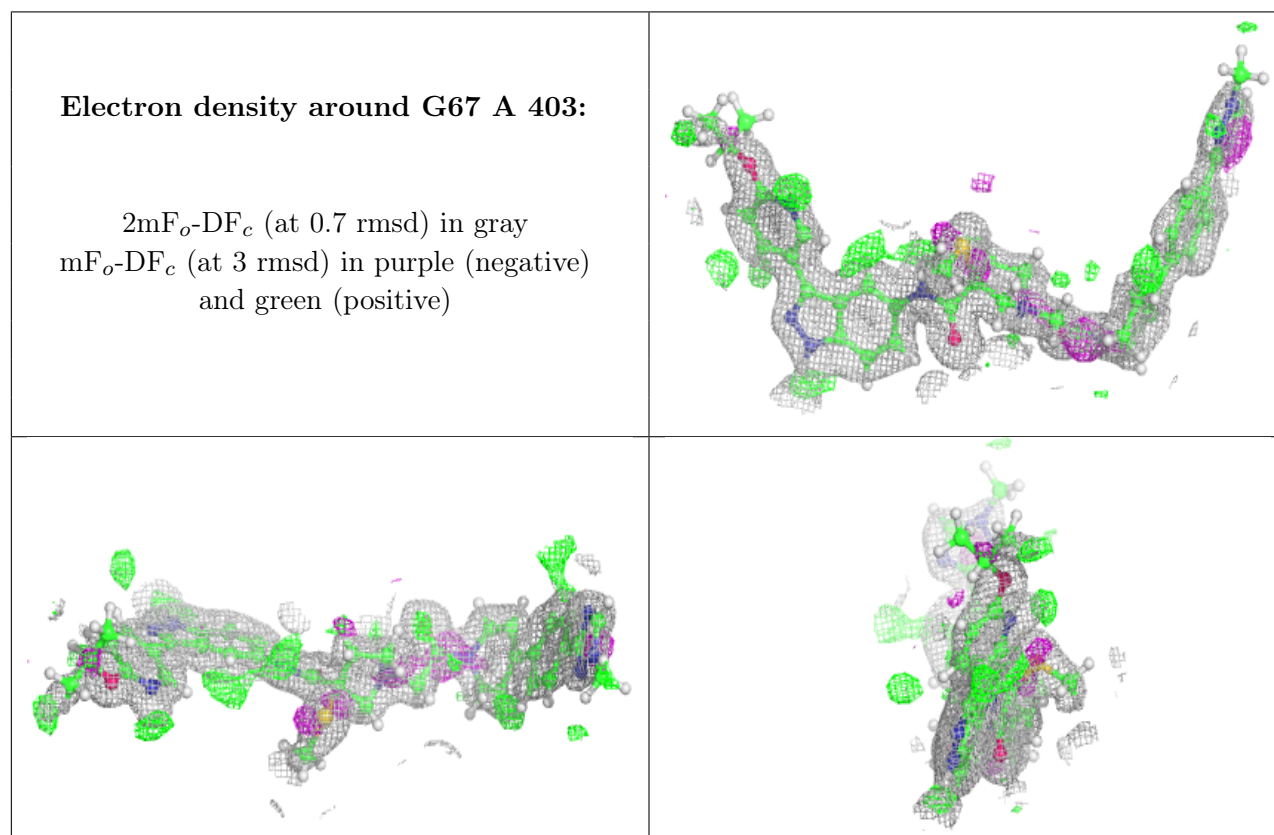 Electron density around G67 A 403:
2mFo-DFc (at 0.7 rmsd) in gray
mFo-DFc (at 3 rmsd) in purple (negative)
and green (positive)